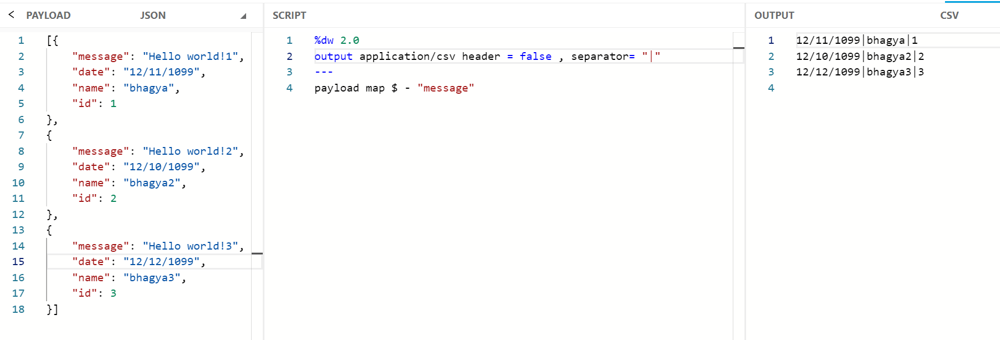 < PAYLOAD JSON
1 [{
2 "message": "Hello world!1",
3 "date": "12/11/1099",
4 "name": "bhagya",
5 "id": 1
6 },
7 {
8 "message": "Hello world!2",
9 "date": "12/10/1099",
10 "name": "bhagya2",
11 "id": 2
12 },
13 {
14 "message": "Hello world!3",
15 "date": "12/12/1099",
16 "name": "bhagya3",
17 "id": 3
18 }]
SCRIPT
1 %dw 2.0
2 output application/csv header = false , separator= "|"
3 ---
4 payload map $ - "message"
OUTPUT CSV
1 12/11/1099|bhagya|1
2 12/10/1099|bhagya2|2
3 12/12/1099|bhagya3|3
4